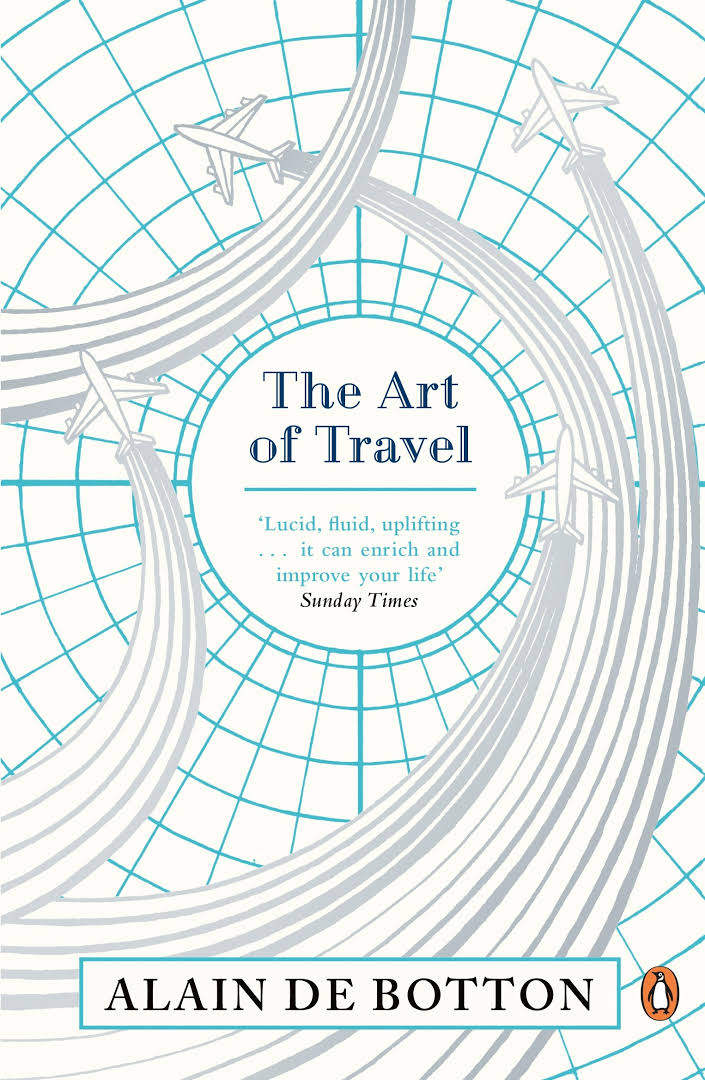 The Art
of Travel
‘Lucid, fluid, uplifting
. . . it can enrich and
improve your life’
Sunday Times
ALAIN DE BOTTON